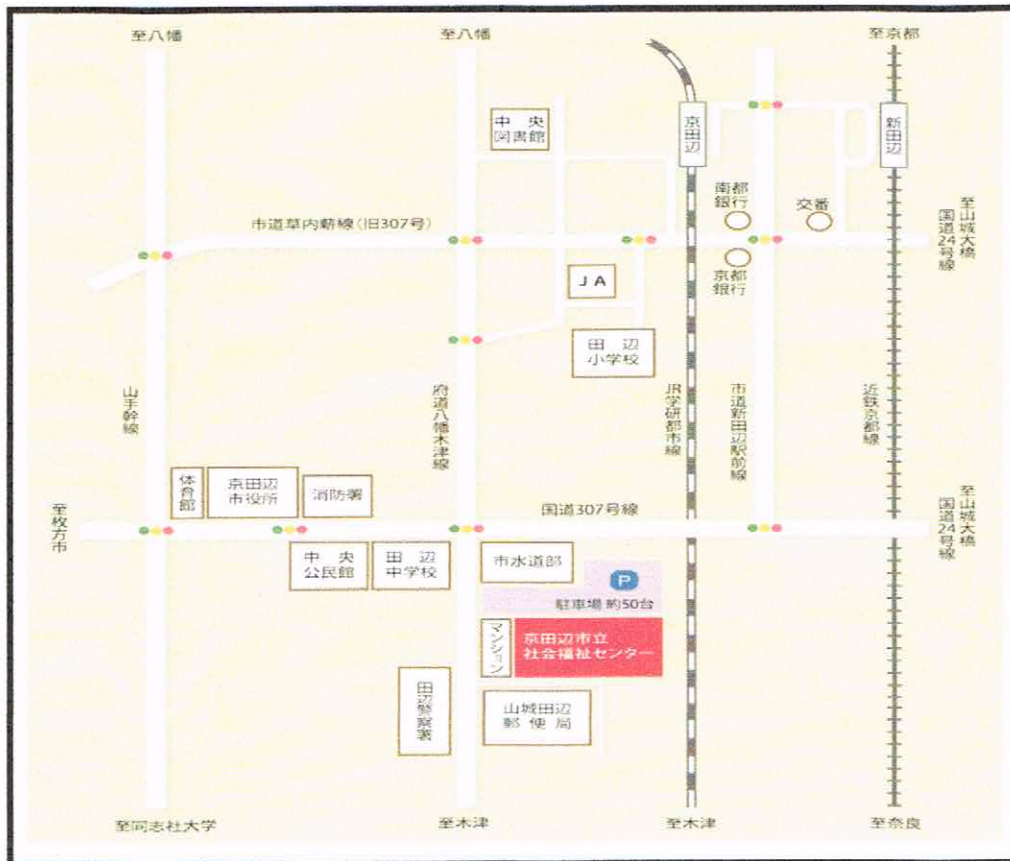 至八幡
至八幡
至京都
中央
図書館
京田辺
新田辺
南都
銀行
交番
市道草内薪線(旧307号)
至山城大橋
国道24号線
京都
銀行
JA
田辺
小学校
山手幹線
府道八幡木津線
JR学研都市線
市道新田辺駅前線
近鉄京都線
体育館
京田辺
市役所
消防署
国道307号線
至枚方市
至山城大橋
国道24号線
中央
公民館
田辺
中学校
市水道部
P
駐車場 約50台
マンション
京田辺市立
社会福祉センター
田辺警察署
山城田辺
郵便局
至同志社大学
至木津
至木津
至奈良